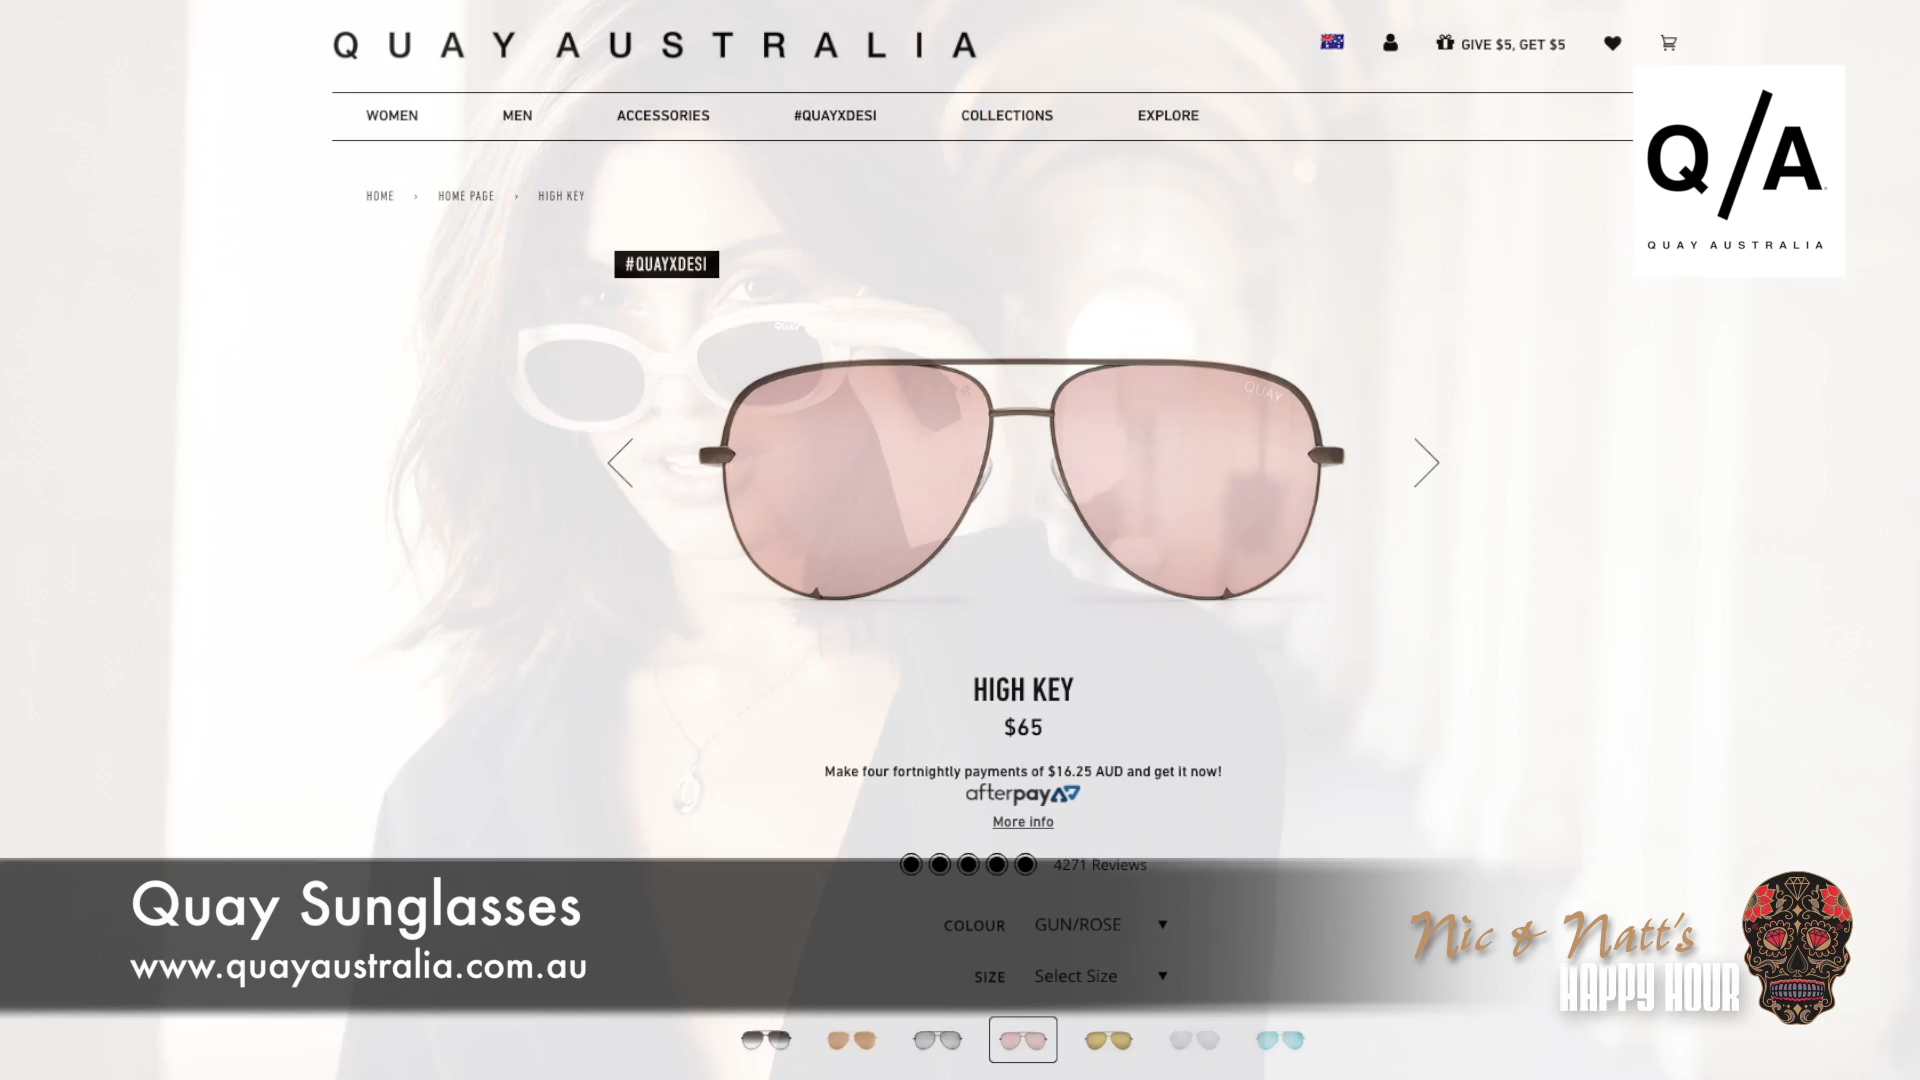 QUAY AUSTRALIA
GIVE $5, GET $5
WOMEN MEN ACCESSORIES #QUAYXDESI COLLECTIONS EXPLORE
Q/A
QUAY AUSTRALIA
HOME › HOME PAGE › HIGH KEY
#QUAYXDESI
QUAY
QUAY
HIGH KEY
$65
Make four fortnightly payments of $16.25 AUD and get it now!
afterpay
More info
4271 Reviews
COLOUR GUN/ROSE
SIZE Select Size
Quay Sunglasses
www.quayaustralia.com.au
Nic & Natt's
HAPPY HOUR